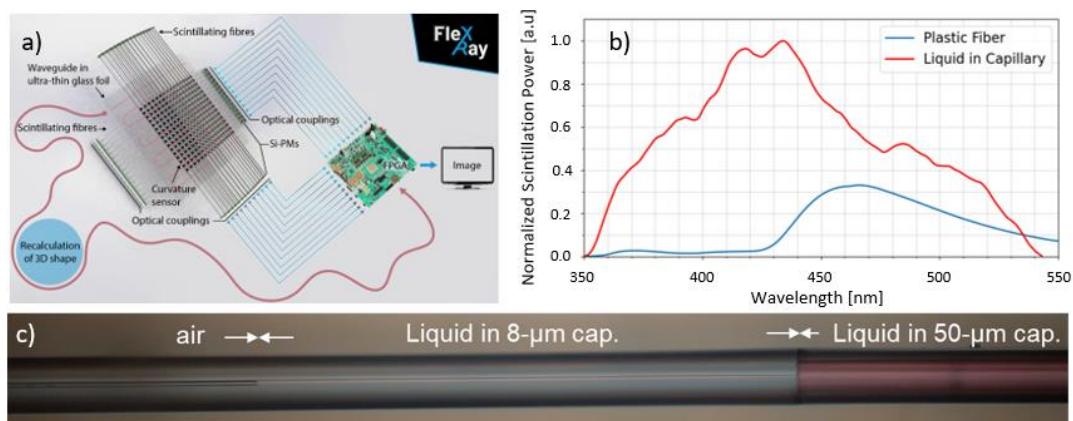 a)
Scintillating fibres
FleX
Ray
Waveguide in
ultra-thin glass foil
Scintillating fibres
Optical couplings
Si-PMs
FPGA
Image
Curvature
sensor
Optical couplings
Recalculation
of 3D shape
b)
Normalized Scintillation Power [a.u]
1.0
0.8
0.6
0.4
0.2
0.0
Plastic Fiber
Liquid in Capillary
350
400
450
500
550
Wavelength [nm]
c)
air
Liquid in 8-μm cap.
Liquid in 50-μm cap.